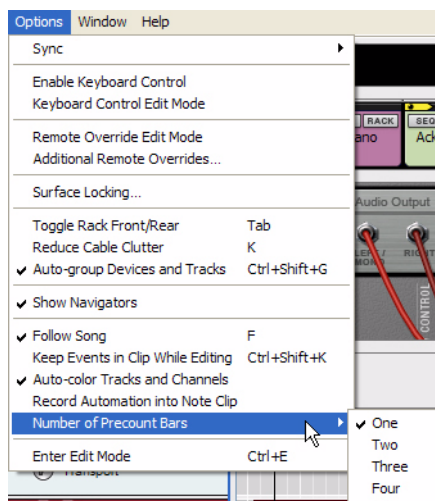 Options Window Help
Sync
Enable Keyboard Control
Keyboard Control Edit Mode
Remote Override Edit Mode
Additional Remote Overrides...
Surface Locking...
Toggle Rack Front/Rear Tab
Reduce Cable Clutter K
Auto-group Devices and Tracks Ctrl+Shift+G
Show Navigators
Follow Song F
Keep Events in Clip While Editing Ctrl+Shift+K
Auto-color Tracks and Channels
Record Automation into Note Clip
Number of Precount Bars
Enter Edit Mode Ctrl+E
One
Two
Three
Four
RACK SEQ
ano Ack
Audio Output
LEFT / MONO RIGHT
CONTROL
Transport